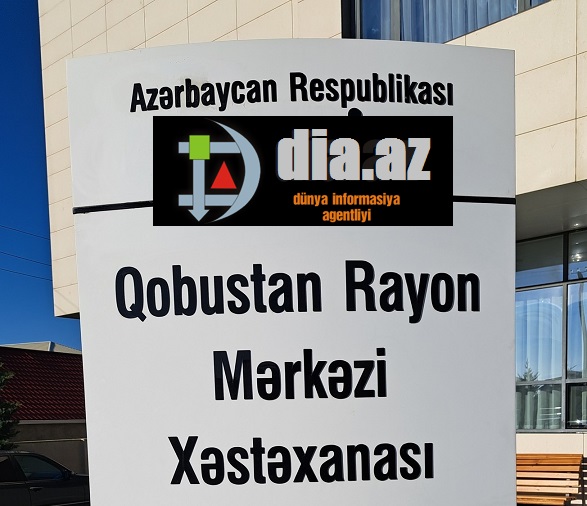 Azərbaycan Respublikası
dia.az
dünya informasiya
agentliyi
Qobustan Rayon
Mərkəzi
Xəstəxanası